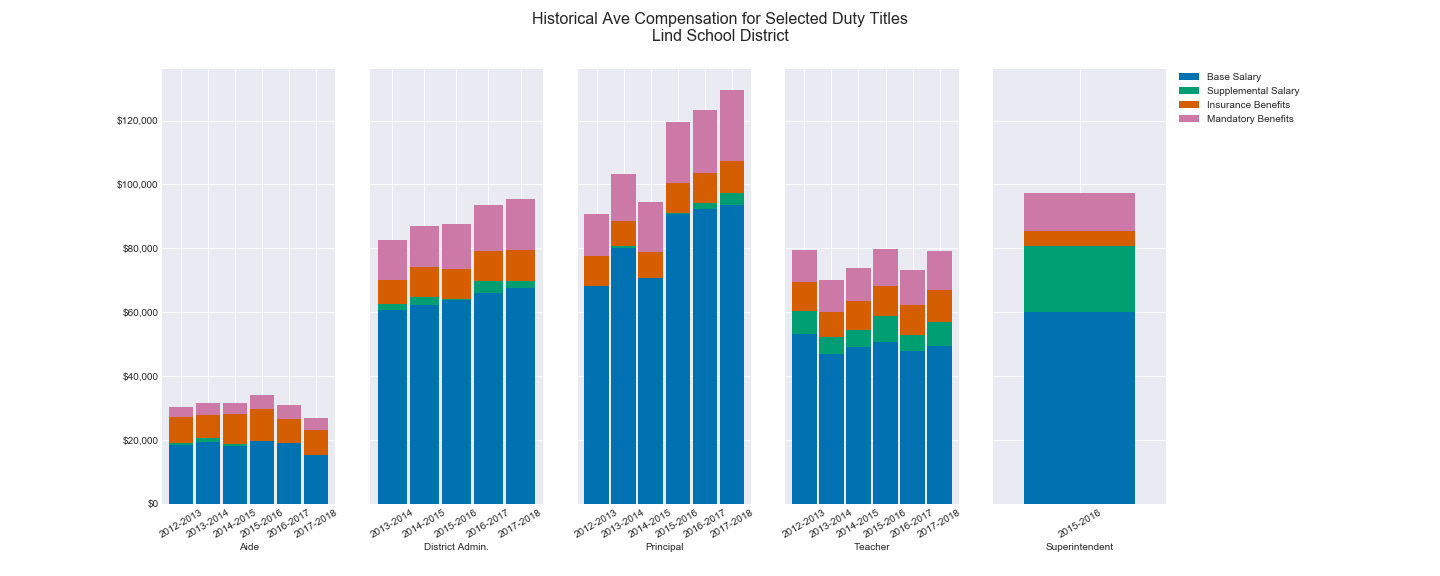 Historical Ave Compensation for Selected Duty Titles
Lind School District
Base Salary
Supplemental Salary
Insurance Benefits
Mandatory Benefits
$120,000
$100,000
$80,000
$60,000
$40,000
$20,000
$0
2012-2013
2013-2014
2014-2015
2015-2016
2016-2017
2017-2018
Aide
2013-2014
2014-2015
2015-2016
2016-2017
2017-2018
District Admin.
2012-2013
2013-2014
2014-2015
2015-2016
2016-2017
2017-2018
Principal
2012-2013
2013-2014
2014-2015
2015-2016
2016-2017
2017-2018
Teacher
2015-2016
Superintendent